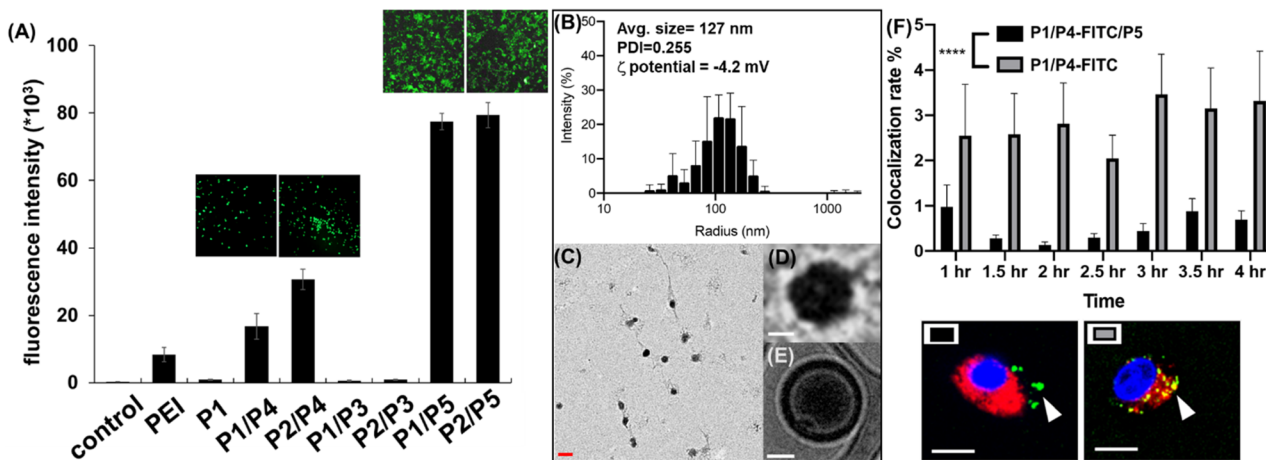 (A)
100
80
60
40
20
0
fluorescence intensity (*10³)
control
PEI
P1
P1/P4
P2/P4
P1/P3
P2/P3
P1/P5
P2/P5
(B)
50
40
30
20
10
0
Intensity (%)
Avg. size= 127 nm
PDI=0.255
ζ potential = -4.2 mV
10
100
1000
Radius (nm)
(C)
(D)
(E)
(F)
5
4
3
2
1
0
Colocalization rate %
****
P1/P4-FITC/P5
P1/P4-FITC
1 hr
1.5 hr
2 hr
2.5 hr
3 hr
3.5 hr
4 hr
Time